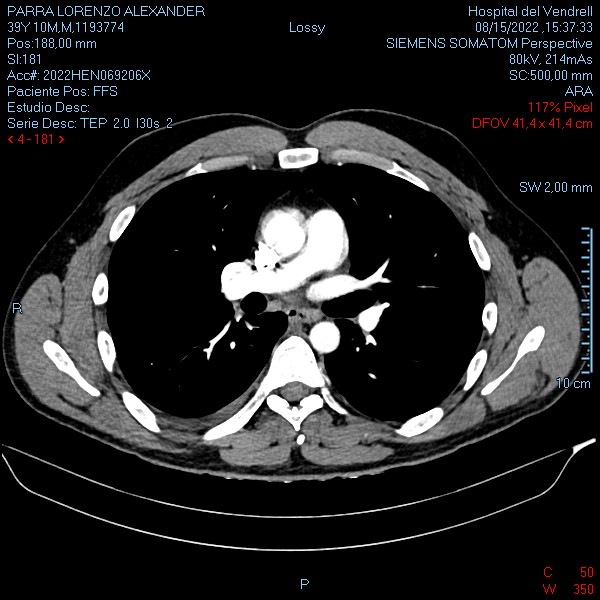 PARRA LORENZO ALEXANDER
39Y 10M,M,1193774
Pos:188,00 mm
SI:181
Acc#: 2022HEN069206X
Paciente Pos: FFS
Estudio Desc:
Serie Desc: TEP 2.0 I30s 2
< 4 - 181 >
Lossy
Hospital del Vendrell
08/15/2022 ,15:37:33
SIEMENS SOMATOM Perspective
80kV, 214mAs
SC:500,00 mm
ARA
117% Pixel
DFOV 41,4 x 41,4 cm
SW 2,00 mm
R
10 cm
P
C 50
W 350